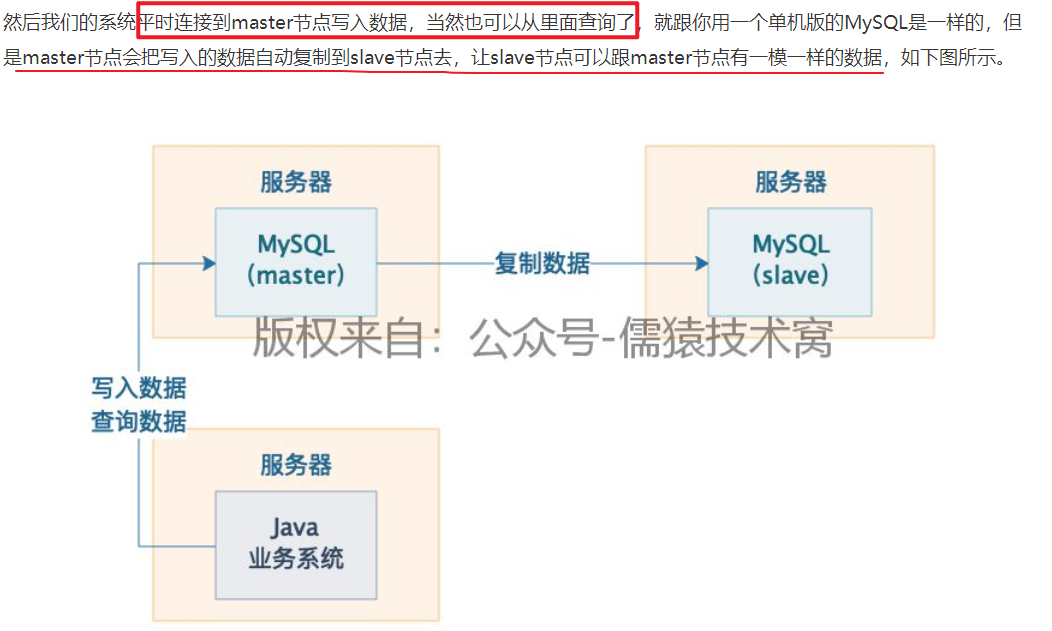 然后我们的系统平时连接到master节点写入数据，当然也可以从里面查询了，就跟你用一个单机版的MySQL是一样的，但
是master节点会把写入的数据自动复制到slave节点去，让slave节点可以跟master节点有一模一样的数据，如下图所示。
服务器
服务器
MySQL
(master)
复制数据
MySQL
(slave)
版权来自：公众号-儒猿技术窝
写入数据
查询数据
服务器
Java
业务系统